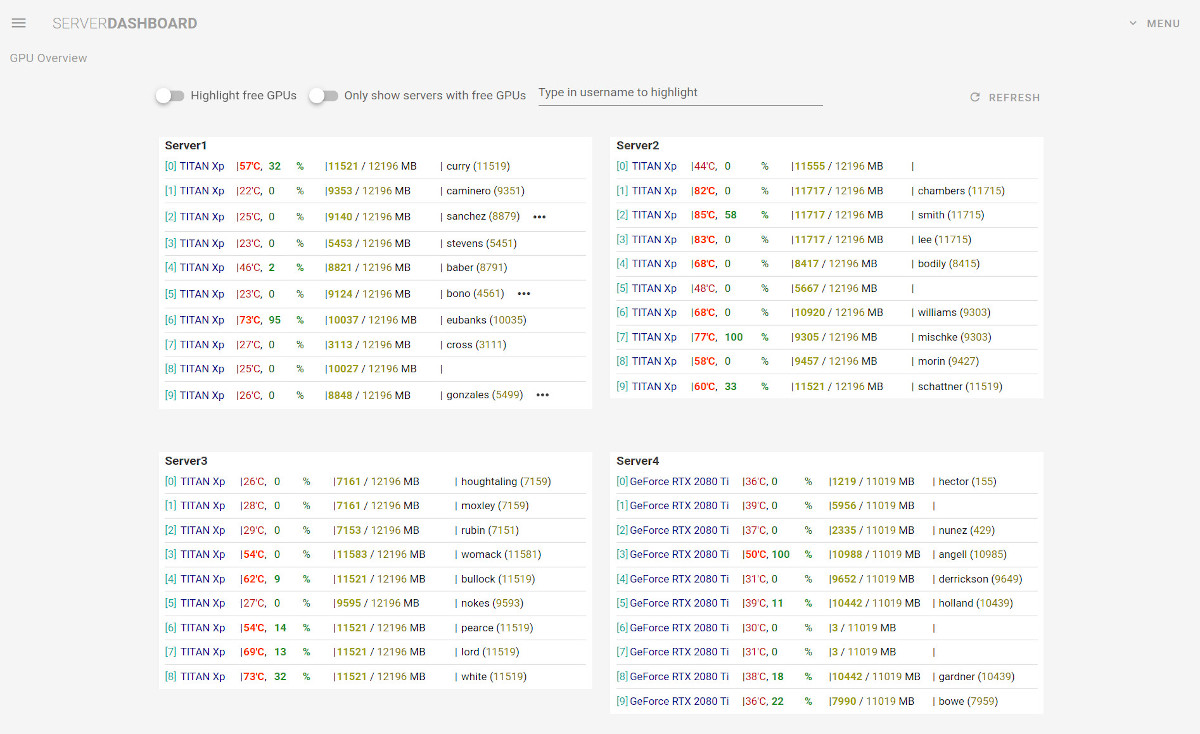 SERVERDASHBOARD
MENU
GPU Overview
Highlight free GPUs Only show servers with free GPUs Type in username to highlight
REFRESH
Server1
[0] TITAN Xp |57'C, 32 % |11521 / 12196 MB | curry (11519)
[1] TITAN Xp |22'C, 0 % |9353 / 12196 MB | caminero (9351)
[2] TITAN Xp |25'C, 0 % |9140 / 12196 MB | sanchez (8879) •••
[3] TITAN Xp |23'C, 0 % |5453 / 12196 MB | stevens (5451)
[4] TITAN Xp |46'C, 2 % |8821 / 12196 MB | baber (8791)
[5] TITAN Xp |23'C, 0 % |9124 / 12196 MB | bono (4561) •••
[6] TITAN Xp |73'C, 95 % |10037 / 12196 MB | eubanks (10035)
[7] TITAN Xp |27'C, 0 % |3113 / 12196 MB | cross (3111)
[8] TITAN Xp |25'C, 0 % |10027 / 12196 MB |
[9] TITAN Xp |26'C, 0 % |8848 / 12196 MB | gonzales (5499) •••
Server2
[0] TITAN Xp |44'C, 0 % |11555 / 12196 MB |
[1] TITAN Xp |82'C, 0 % |11717 / 12196 MB | chambers (11715)
[2] TITAN Xp |85'C, 58 % |11717 / 12196 MB | smith (11715)
[3] TITAN Xp |83'C, 0 % |11717 / 12196 MB | lee (11715)
[4] TITAN Xp |68'C, 0 % |8417 / 12196 MB | bodily (8415)
[5] TITAN Xp |48'C, 0 % |5667 / 12196 MB |
[6] TITAN Xp |68'C, 0 % |10920 / 12196 MB | williams (9303)
[7] TITAN Xp |77'C, 100 % |9305 / 12196 MB | mischke (9303)
[8] TITAN Xp |58'C, 0 % |9457 / 12196 MB | morin (9427)
[9] TITAN Xp |60'C, 33 % |11521 / 12196 MB | schattner (11519)
Server3
[0] TITAN Xp |26'C, 0 % |7161 / 12196 MB | houghtaling (7159)
[1] TITAN Xp |28'C, 0 % |7161 / 12196 MB | moxley (7159)
[2] TITAN Xp |29'C, 0 % |7153 / 12196 MB | rubin (7151)
[3] TITAN Xp |54'C, 0 % |11583 / 12196 MB | womack (11581)
[4] TITAN Xp |62'C, 9 % |11521 / 12196 MB | bullock (11519)
[5] TITAN Xp |27'C, 0 % |9595 / 12196 MB | nokes (9593)
[6] TITAN Xp |54'C, 14 % |11521 / 12196 MB | pearce (11519)
[7] TITAN Xp |69'C, 13 % |11521 / 12196 MB | lord (11519)
[8] TITAN Xp |73'C, 32 % |11521 / 12196 MB | white (11519)
Server4
[0] GeForce RTX 2080 Ti |36'C, 0 % |1219 / 11019 MB | hector (155)
[1] GeForce RTX 2080 Ti |39'C, 0 % |5956 / 11019 MB |
[2] GeForce RTX 2080 Ti |37'C, 0 % |2335 / 11019 MB | nunez (429)
[3] GeForce RTX 2080 Ti |50'C, 100 % |10988 / 11019 MB | angell (10985)
[4] GeForce RTX 2080 Ti |31'C, 0 % |9652 / 11019 MB | derrickson (9649)
[5] GeForce RTX 2080 Ti |39'C, 11 % |10442 / 11019 MB | holland (10439)
[6] GeForce RTX 2080 Ti |30'C, 0 % |3 / 11019 MB |
[7] GeForce RTX 2080 Ti |31'C, 0 % |3 / 11019 MB |
[8] GeForce RTX 2080 Ti |38'C, 18 % |10442 / 11019 MB | gardner (10439)
[9] GeForce RTX 2080 Ti |36'C, 22 % |7990 / 11019 MB | bowe (7959)